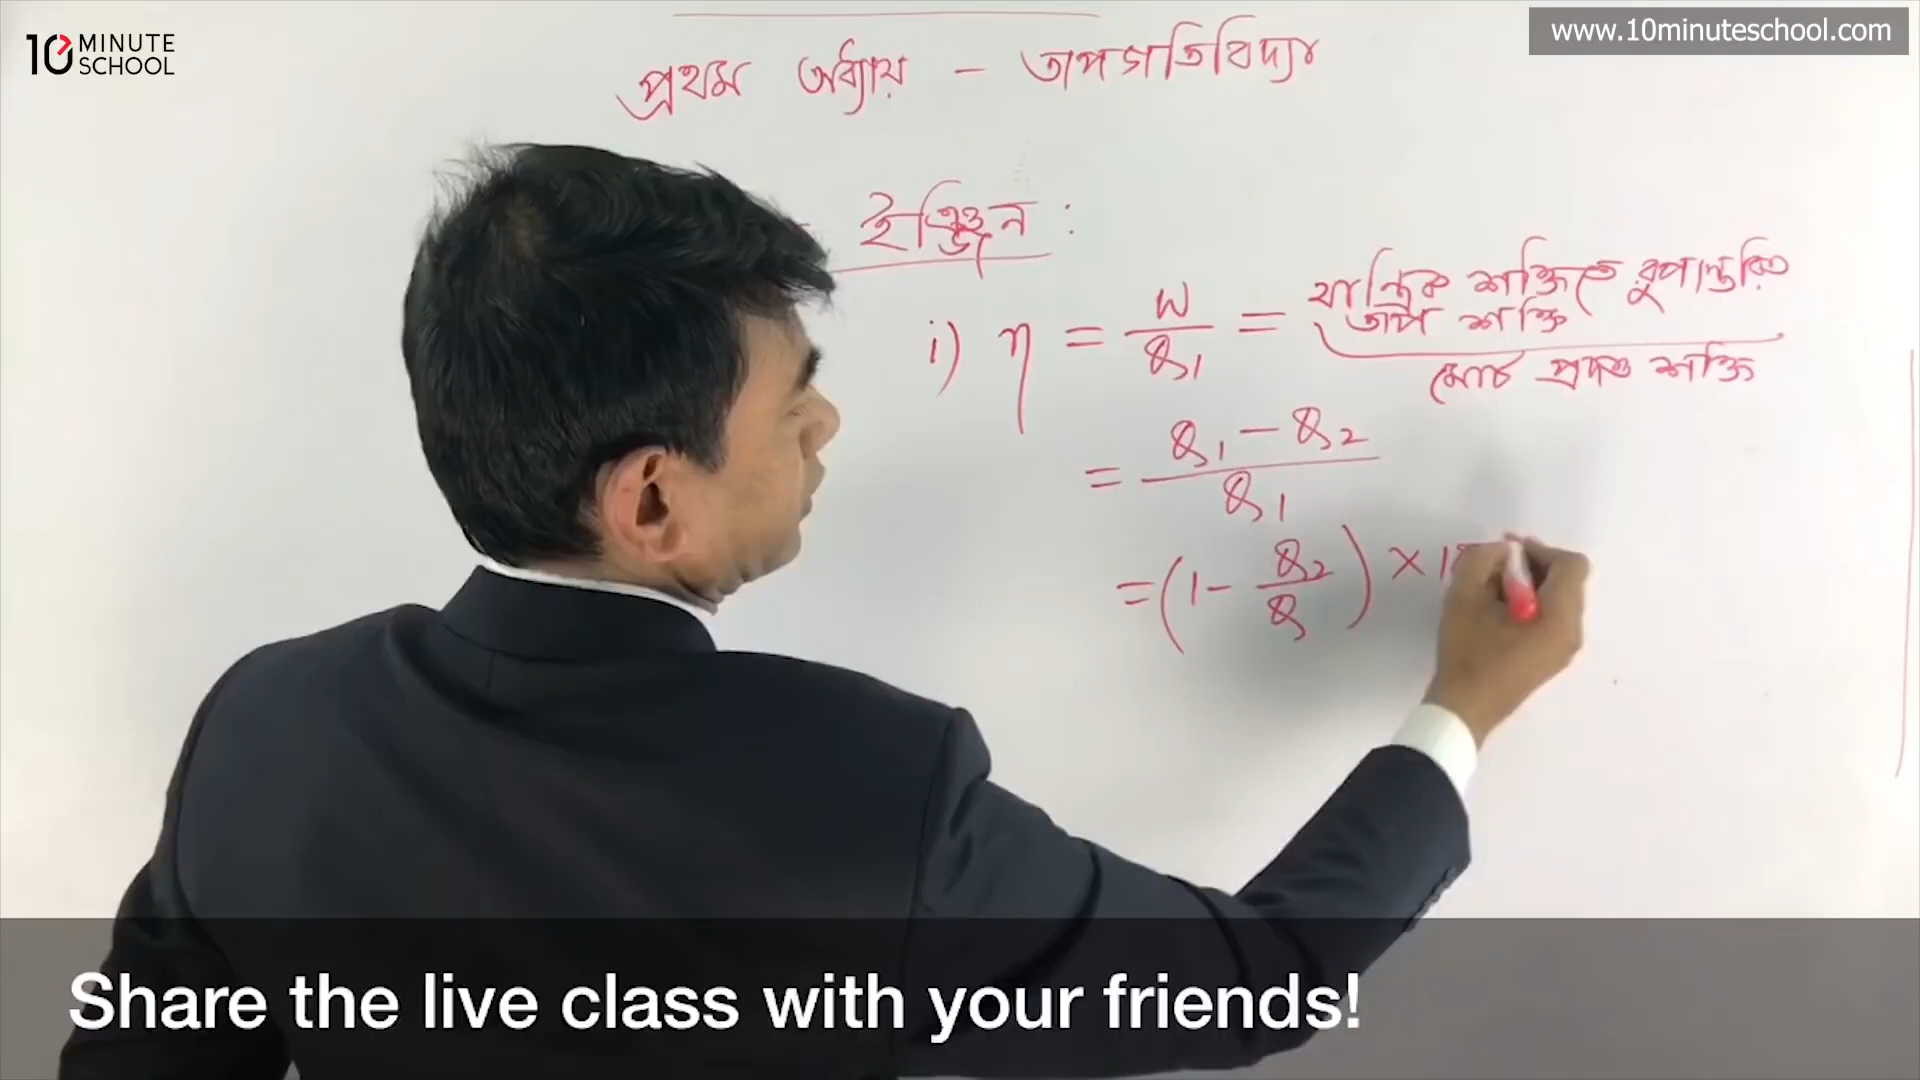 10 MINUTE SCHOOL
www.10minuteschool.com
প্রথম অধ্যায় - তাপগতিবিদ্যা
ইঞ্জিন :
i) η = W/Q₁ = যান্ত্রিক শক্তিতে রূপান্তরিত তাপ শক্তি / মোট প্রদত্ত শক্তি
= Q₁ - Q₂ / Q₁
= (1 - Q₂/Q) × 1
Share the live class with your friends!